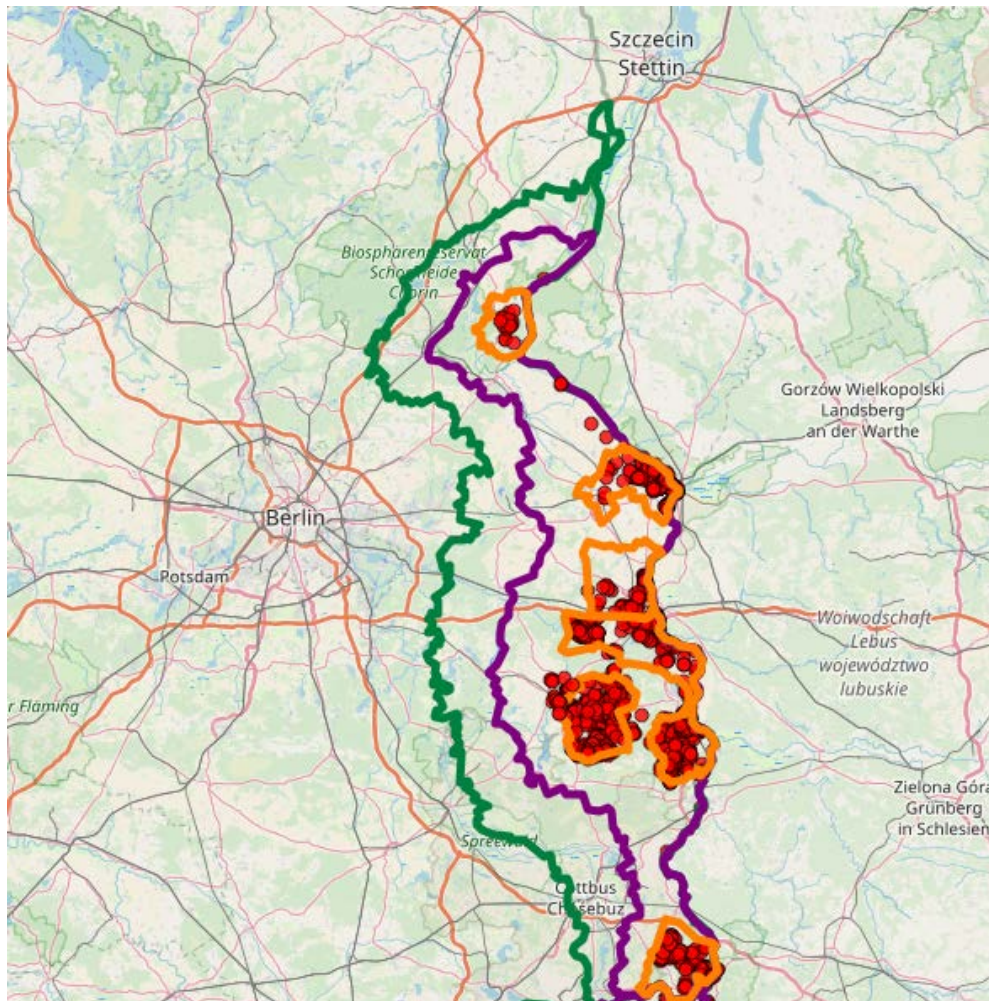 Szczecin
Stettin
Biosphärenreservat
Schorfheide
Chorin
Gorzów Wielkopolski
Landsberg
an der Warthe
Berlin
Potsdam
Woiwodschaft
Lebus
województwo
lubuskie
r Fläming
Zielona Góra
Grünberg
in Schlesien
Spreewald
Cottbus
Chóśebuz